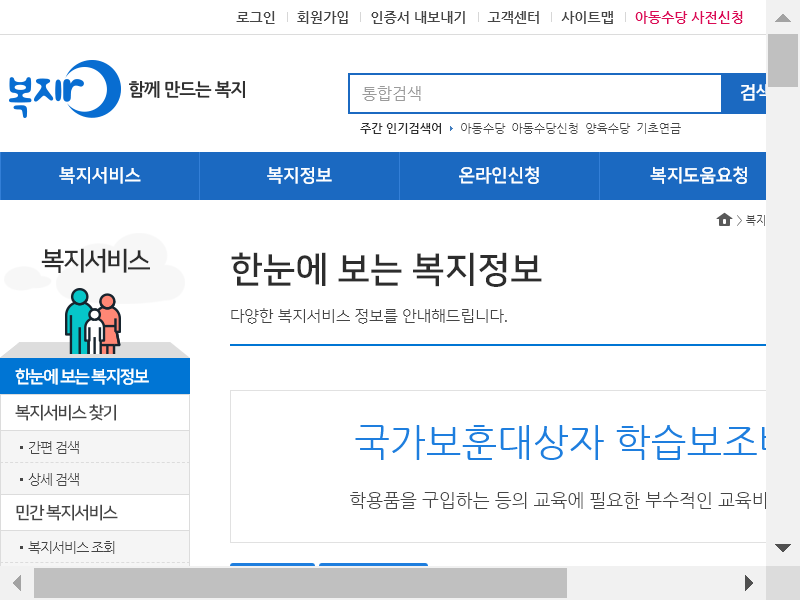 로그인 회원가입 인증서 내보내기 고객센터 사이트맵 아동수당 사전신청
복지로 함께 만드는 복지
통합검색 검색
주간 인기검색어 아동수당 아동수당신청 양육수당 기초연금
복지서비스 복지정보 온라인신청 복지도움요청
> 복지
복지서비스
한눈에 보는 복지정보
다양한 복지서비스 정보를 안내해드립니다.
한눈에 보는 복지정보
복지서비스 찾기
간편 검색
상세 검색
민간 복지서비스
복지서비스 조회
국가보훈대상자 학습보조비
학용품을 구입하는 등의 교육에 필요한 부수적인 교육비